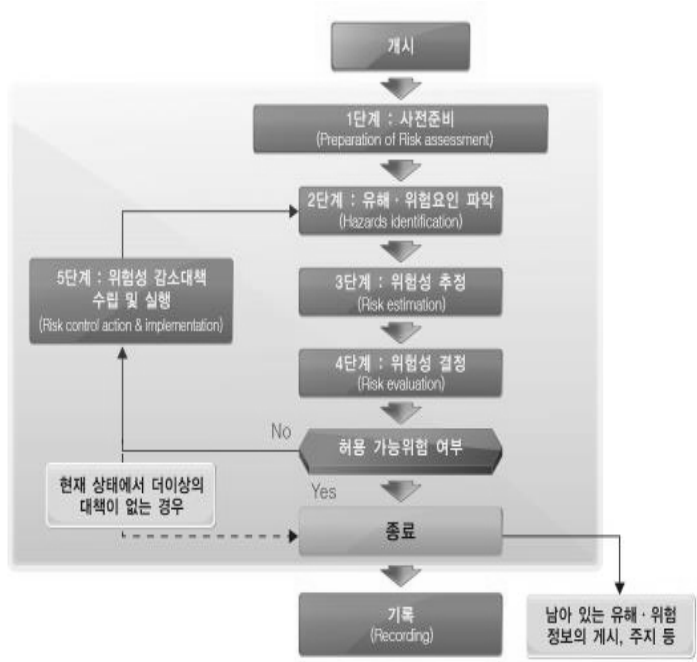 개시
1단계 : 사전준비
(Preparation of Risk assessment)
2단계 : 유해 · 위험요인 파악
(Hazards identification)
5단계 : 위험성 감소대책
수립 및 실행
(Risk control action & implementation)
3단계 : 위험성 추정
(Risk estimation)
4단계 : 위험성 결정
(Risk evaluation)
No
허용 가능위험 여부
현재 상태에서 더이상의
대책이 없는 경우
Yes
종료
기록
(Recording)
남아 있는 유해 · 위험
정보의 게시, 주지 등